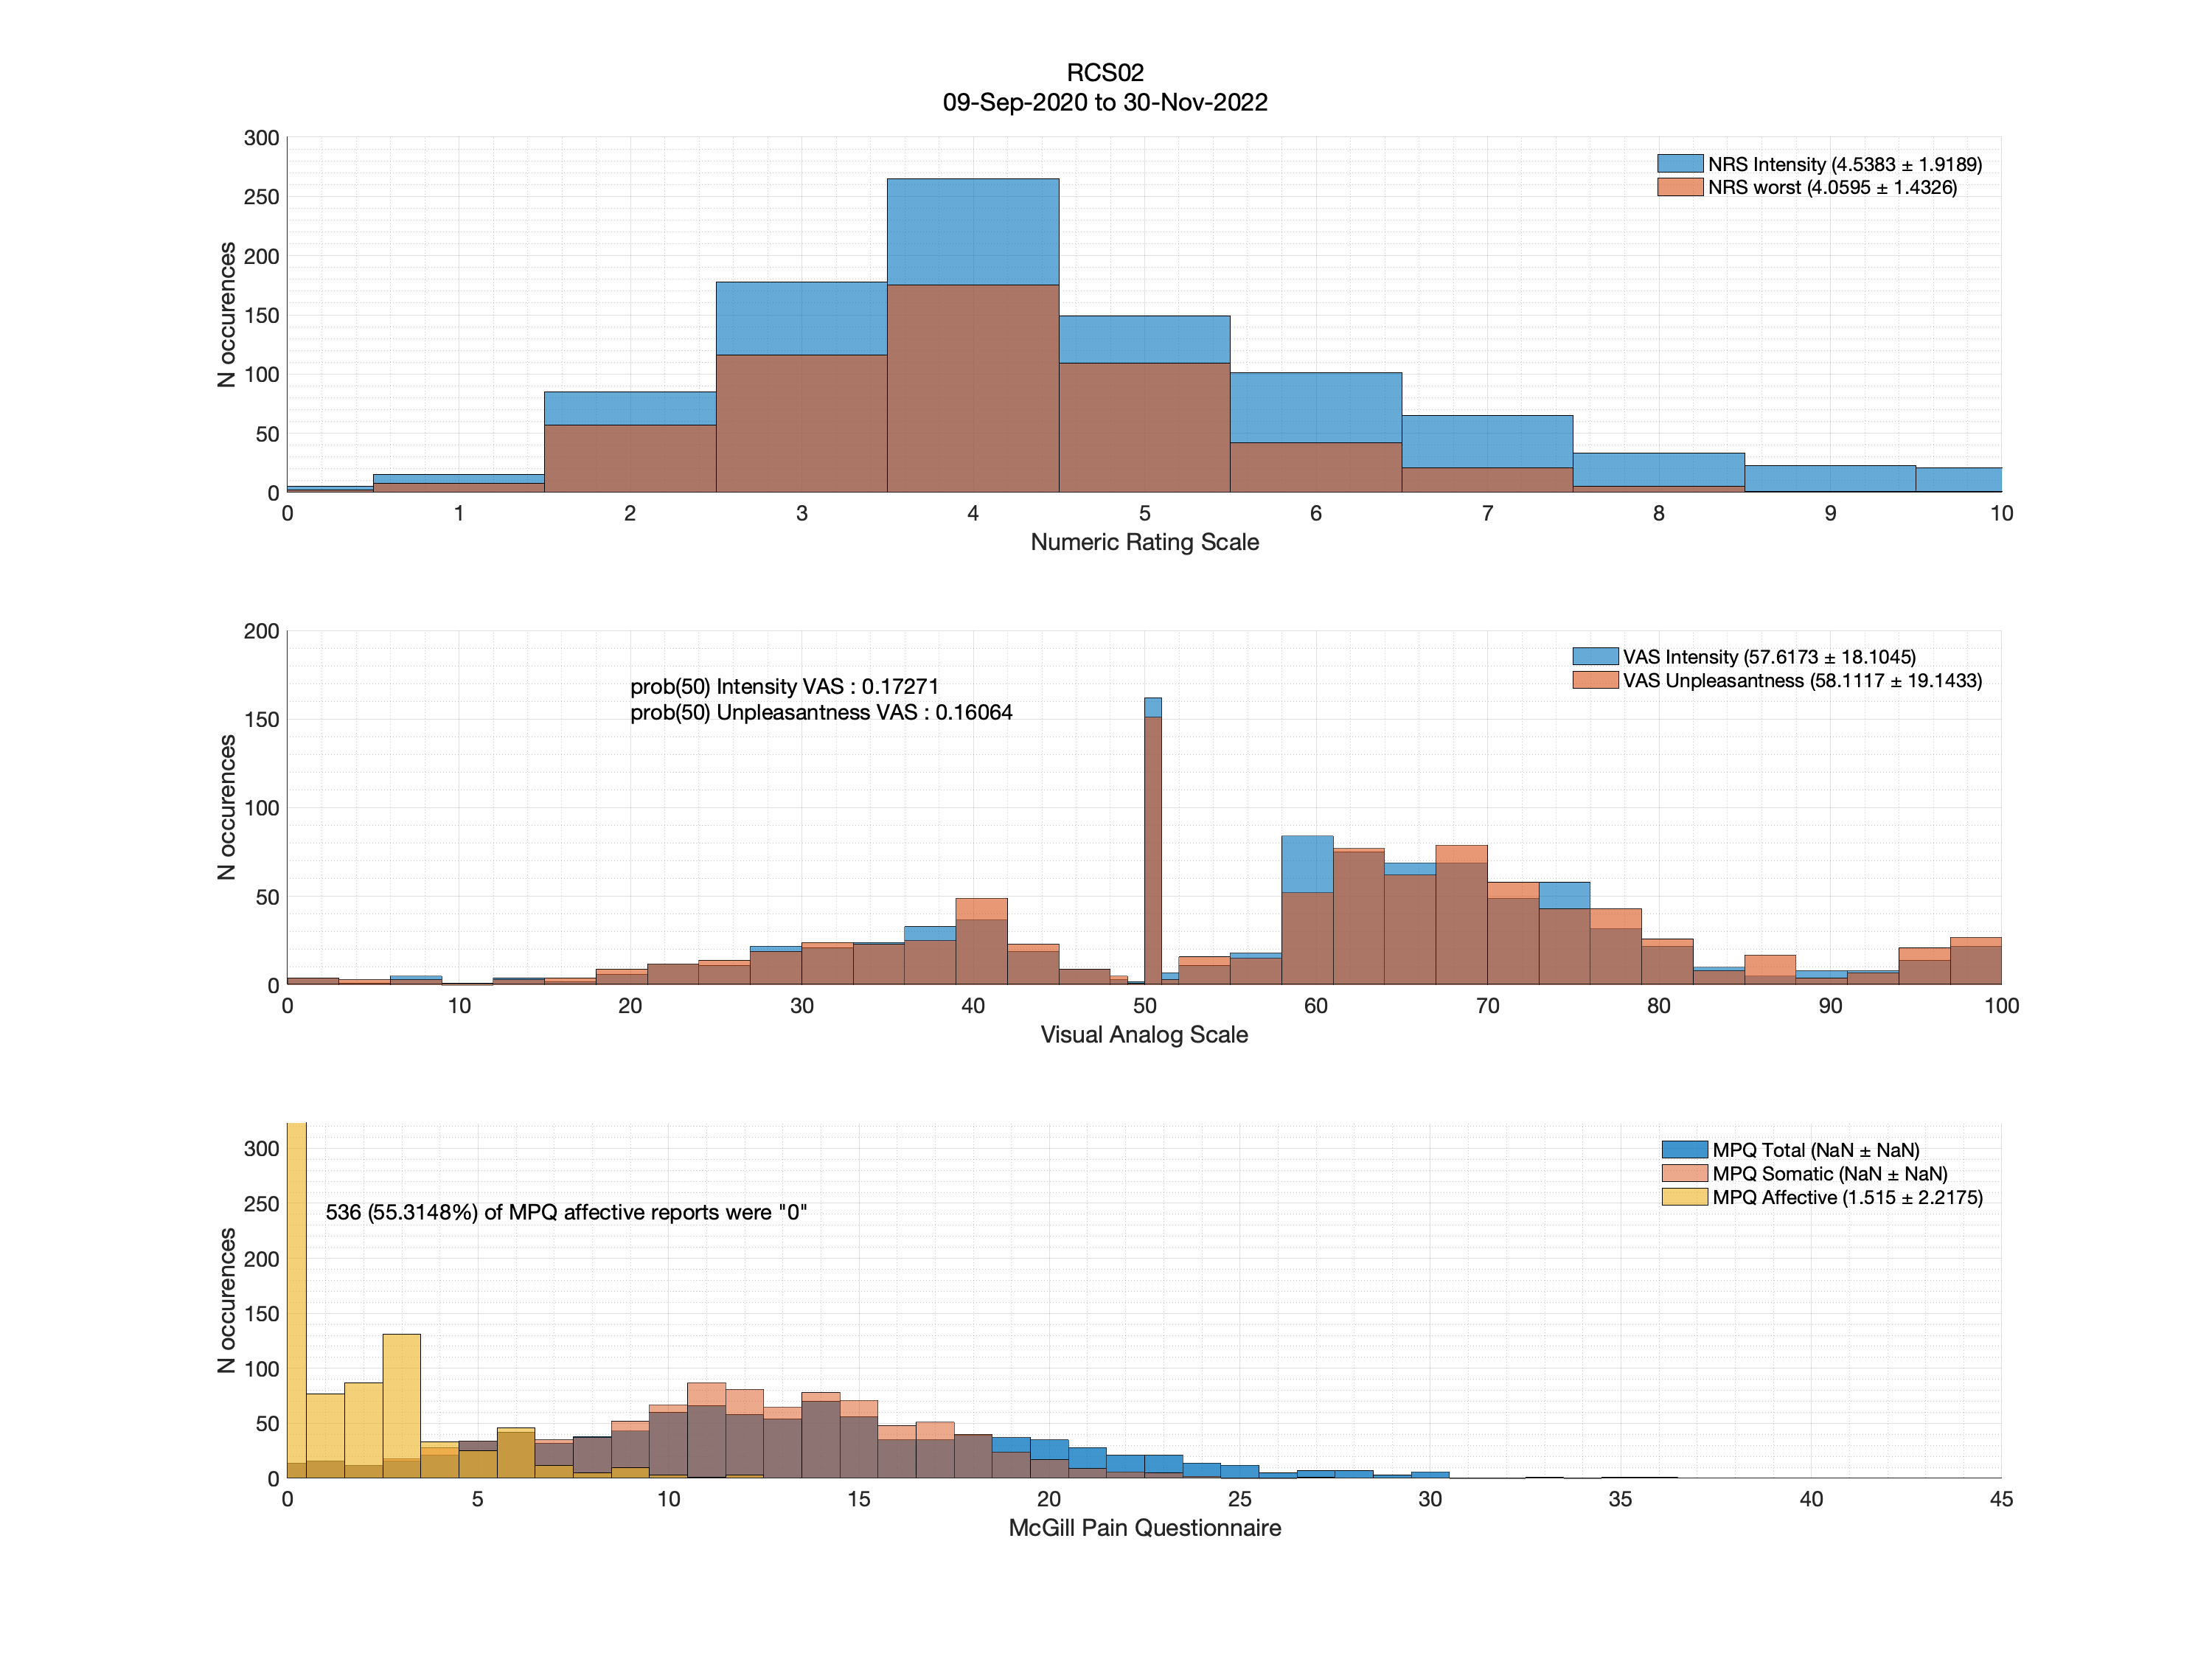 RCS02
09-Sep-2020 to 30-Nov-2022
NRS Intensity (4.5383 ± 1.9189)
NRS worst (4.0595 ± 1.4326)
N occurences
300
250
200
150
100
50
0
0 1 2 3 4 5 6 7 8 9 10
Numeric Rating Scale
VAS Intensity (57.6173 ± 18.1045)
VAS Unpleasantness (58.1117 ± 19.1433)
prob(50) Intensity VAS : 0.17271
prob(50) Unpleasantness VAS : 0.16064
N occurences
200
150
100
50
0
0 10 20 30 40 50 60 70 80 90 100
Visual Analog Scale
MPQ Total (NaN ± NaN)
MPQ Somatic (NaN ± NaN)
MPQ Affective (1.515 ± 2.2175)
536 (55.3148%) of MPQ affective reports were "0"
N occurences
300
250
200
150
100
50
0
0 5 10 15 20 25 30 35 40 45
McGill Pain Questionnaire